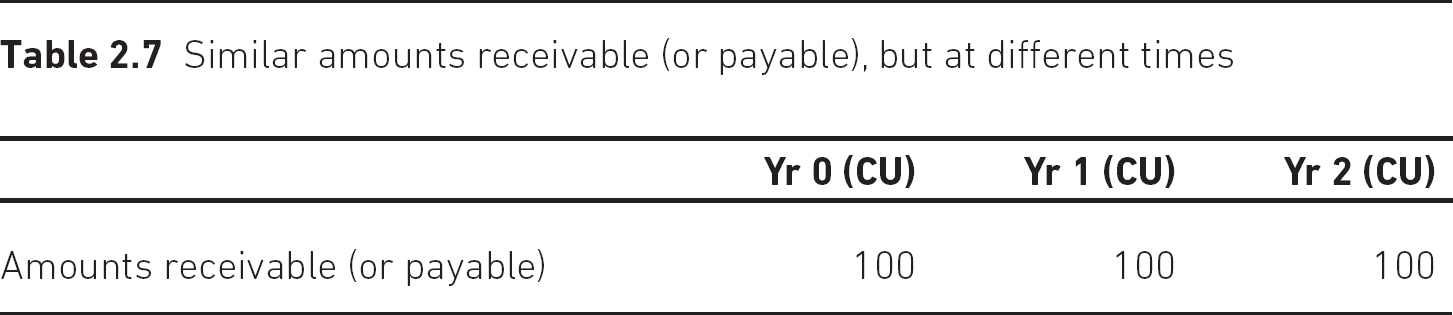 Table 2.7 Similar amounts receivable (or payable), but at different times
Yr 0 (CU) Yr 1 (CU) Yr 2 (CU)
Amounts receivable (or payable) 100 100 100